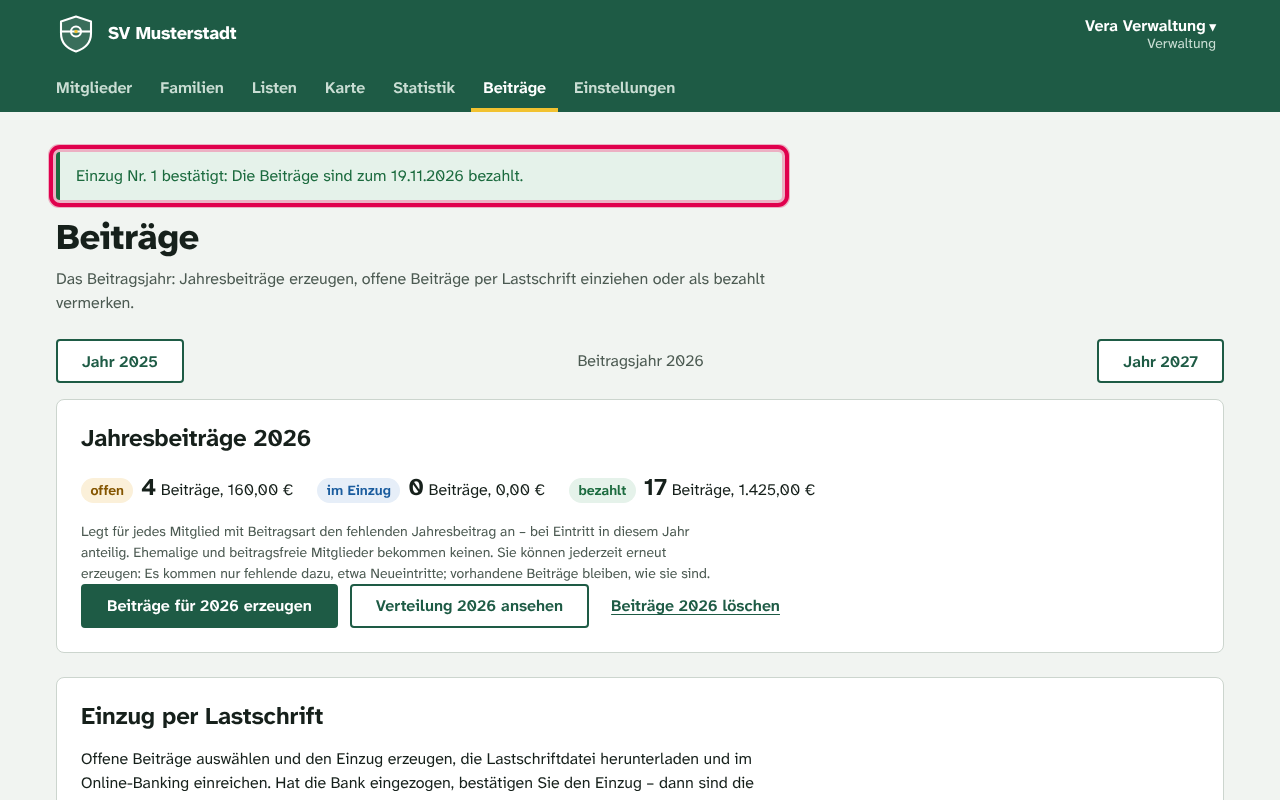 SV Musterstadt
Vera Verwaltung ▾
Verwaltung
Mitglieder Familien Listen Karte Statistik Beiträge Einstellungen
Einzug Nr. 1 bestätigt: Die Beiträge sind zum 19.11.2026 bezahlt.
Beiträge
Das Beitragsjahr: Jahresbeiträge erzeugen, offene Beiträge per Lastschrift einziehen oder als bezahlt
vermerken.
Jahr 2025 Beitragsjahr 2026 Jahr 2027
Jahresbeiträge 2026
offen 4 Beiträge, 160,00 € im Einzug 0 Beiträge, 0,00 € bezahlt 17 Beiträge, 1.425,00 €
Legt für jedes Mitglied mit Beitragsart den fehlenden Jahresbeitrag an – bei Eintritt in diesem Jahr
anteilig. Ehemalige und beitragsfreie Mitglieder bekommen keinen. Sie können jederzeit erneut
erzeugen: Es kommen nur fehlende dazu, etwa Neueintritte; vorhandene Beiträge bleiben, wie sie sind.
Beiträge für 2026 erzeugen Verteilung 2026 ansehen Beiträge 2026 löschen
Einzug per Lastschrift
Offene Beiträge auswählen und den Einzug erzeugen, die Lastschriftdatei herunterladen und im
Online-Banking einreichen. Hat die Bank eingezogen, bestätigen Sie den Einzug – dann sind die